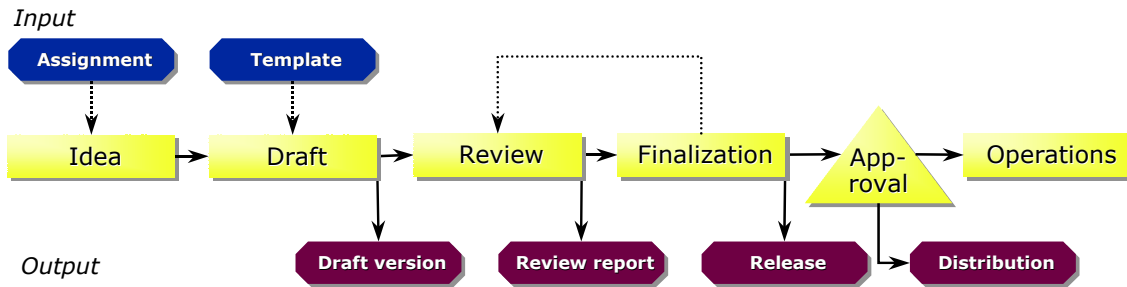 Input
Assignment
Template
Idea
Draft
Review
Finalization
App-
roval
Operations
Output
Draft version
Review report
Release
Distribution